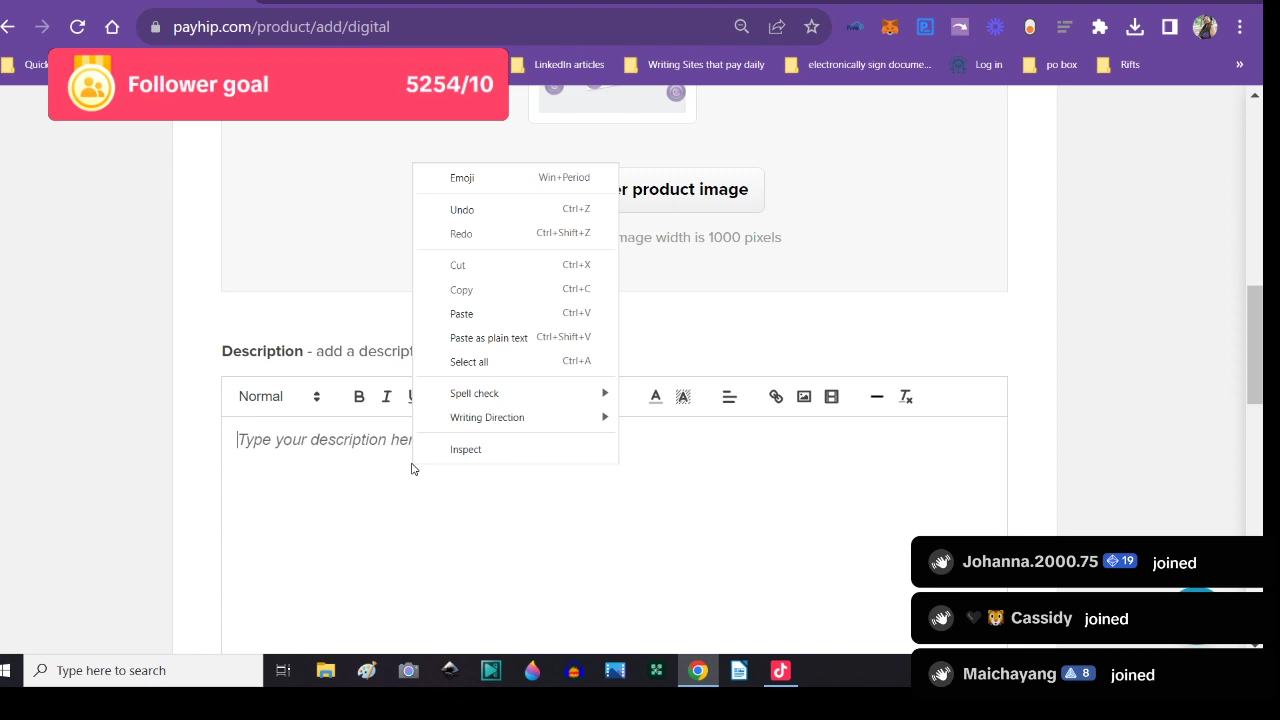 payhip.com/product/add/digital
Quick
LinkedIn articles
Writing Sites that pay daily
electronically sign docume...
Log in
po box
Rifts
»
Follower goal 5254/10
er product image
mage width is 1000 pixels
Emoji Win+Period
Undo Ctrl+Z
Redo Ctrl+Shift+Z
Cut Ctrl+X
Copy Ctrl+C
Paste Ctrl+V
Paste as plain text Ctrl+Shift+V
Select all Ctrl+A
Spell check
Writing Direction
Inspect
Description - add a descript
Normal B I U A A
Type your description her
Johanna.2000.75 19 joined
Cassidy joined
Maichayang 8 joined
Type here to search